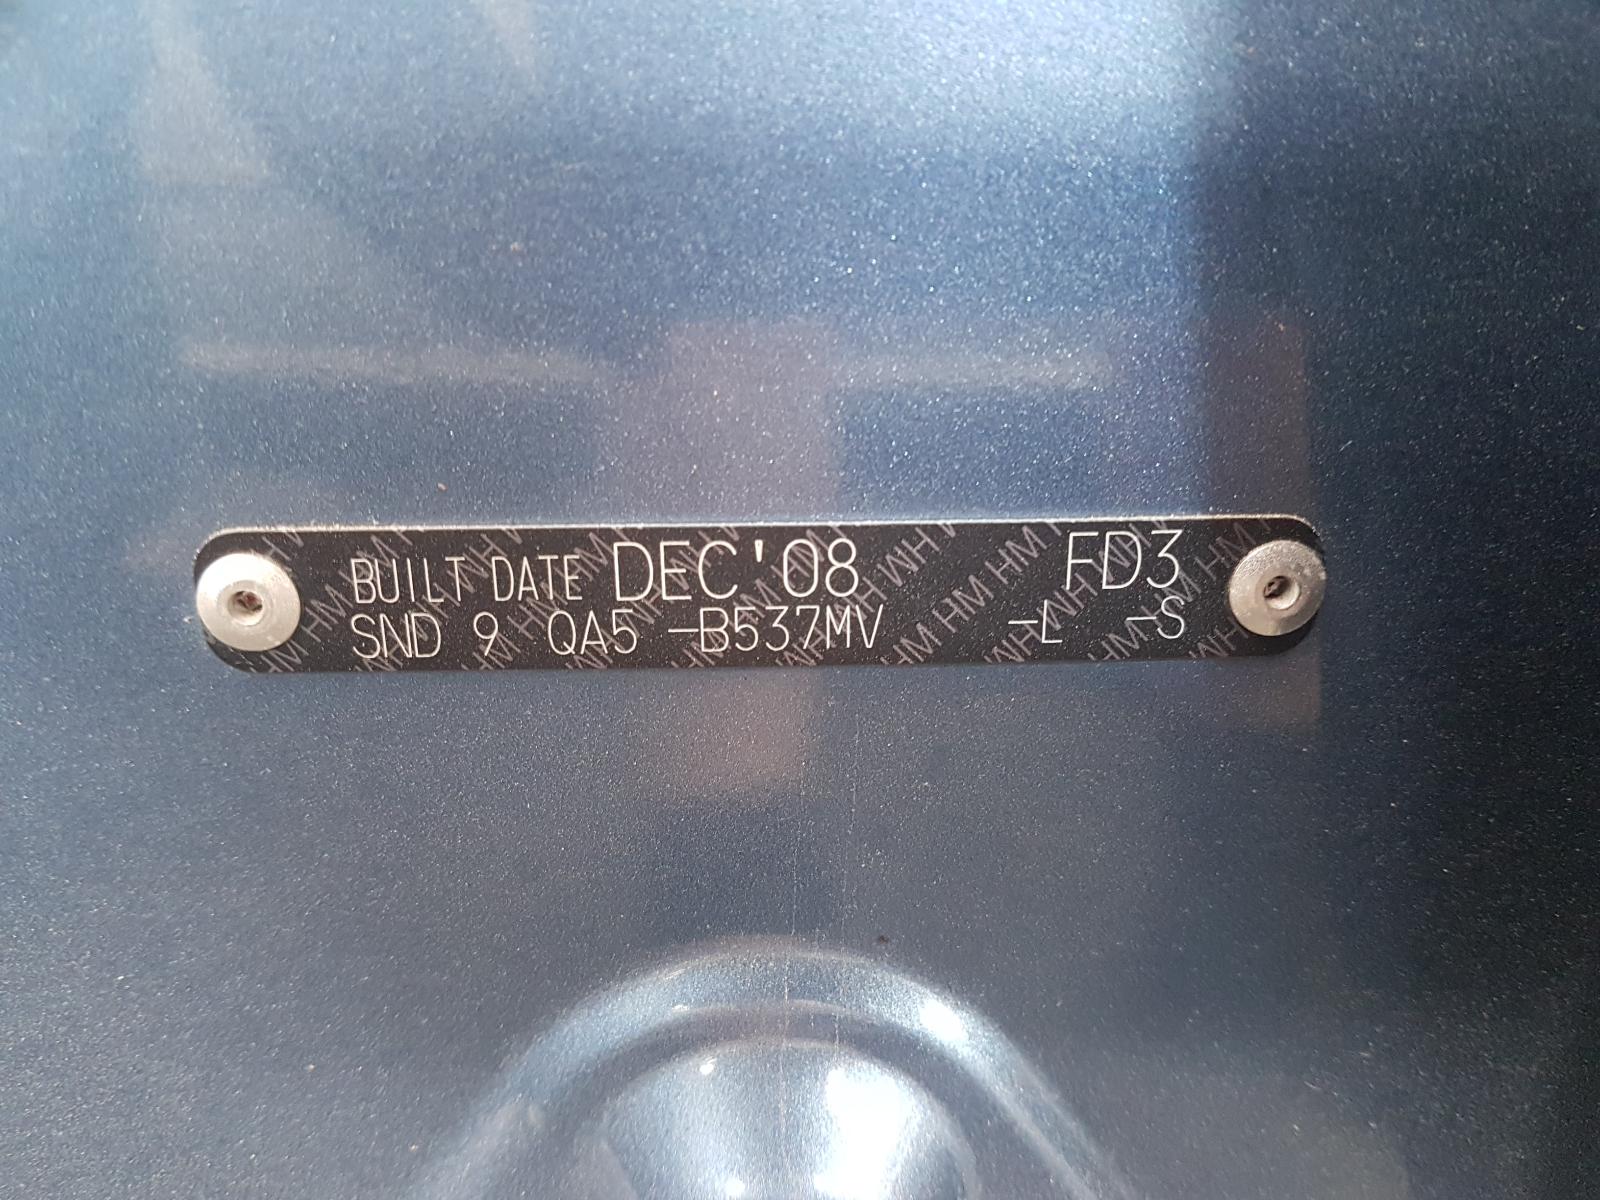 BUILT DATE DEC'08 FD3
SND 9 QA5 -B537MV -L -S